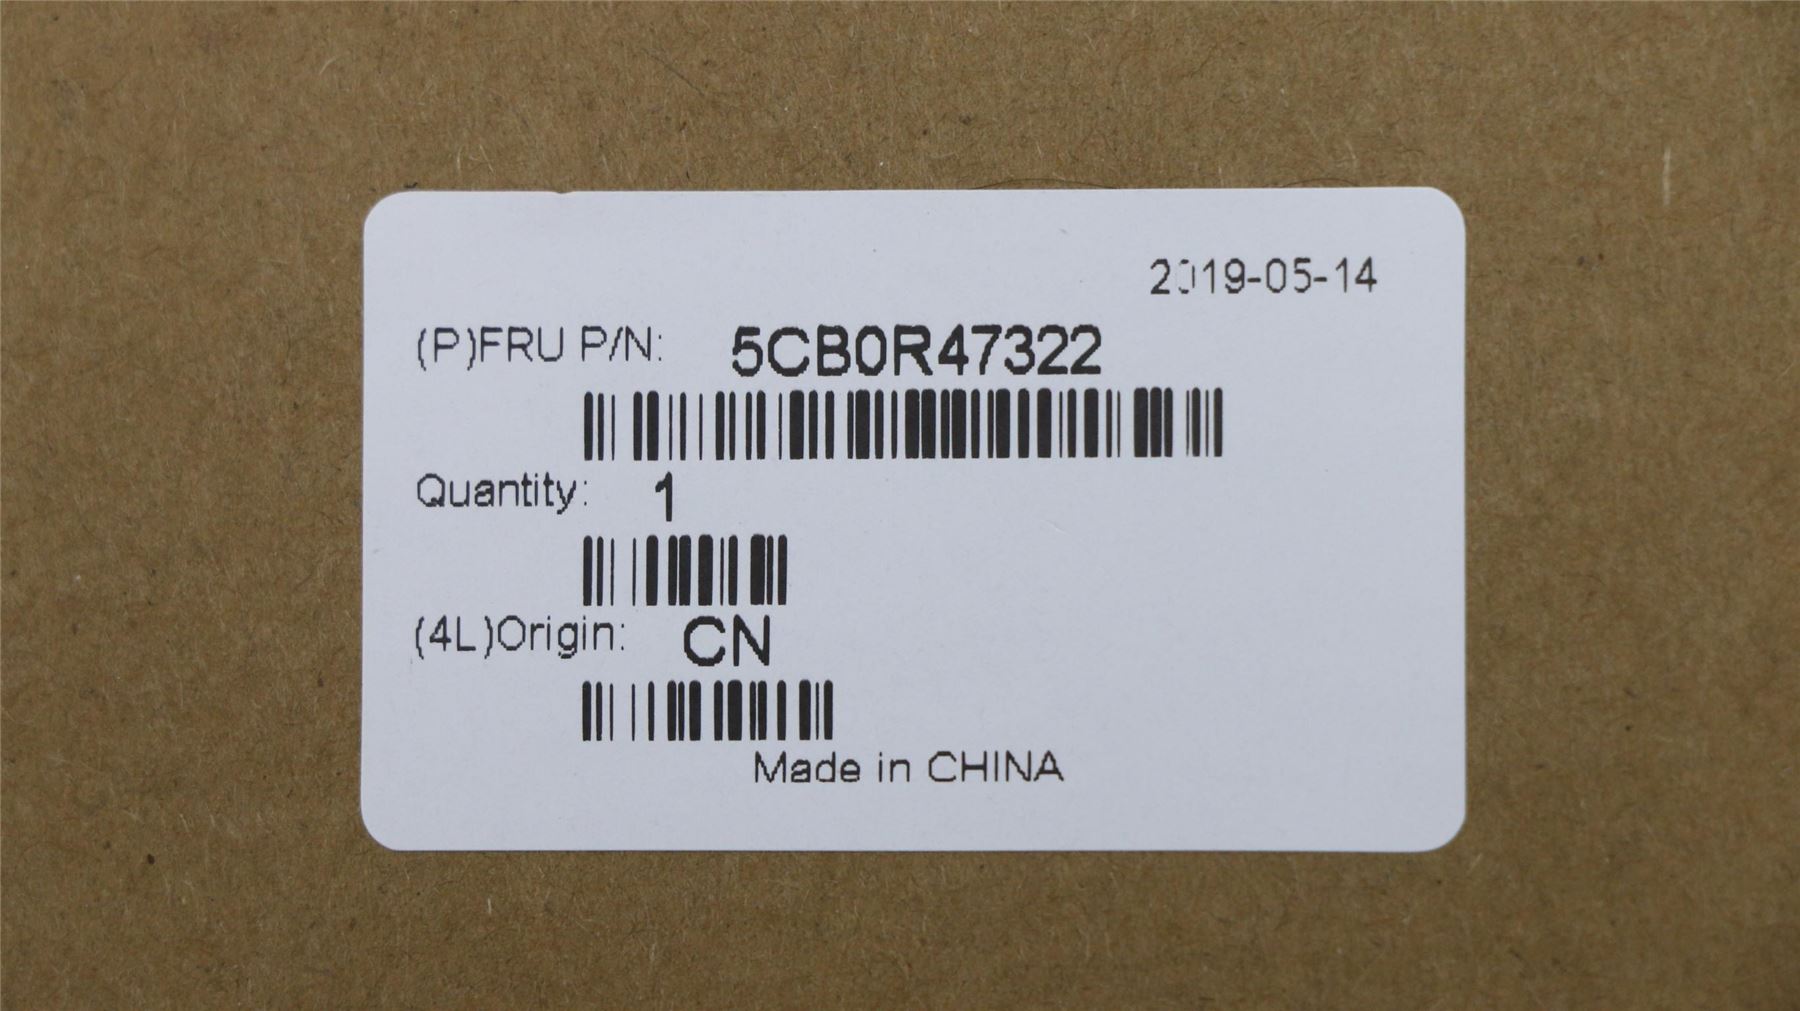 2019-05-14
(P)FRU P/N: 5CB0R47322
Quantity: 1
(4L)Origin: CN
Made in CHINA